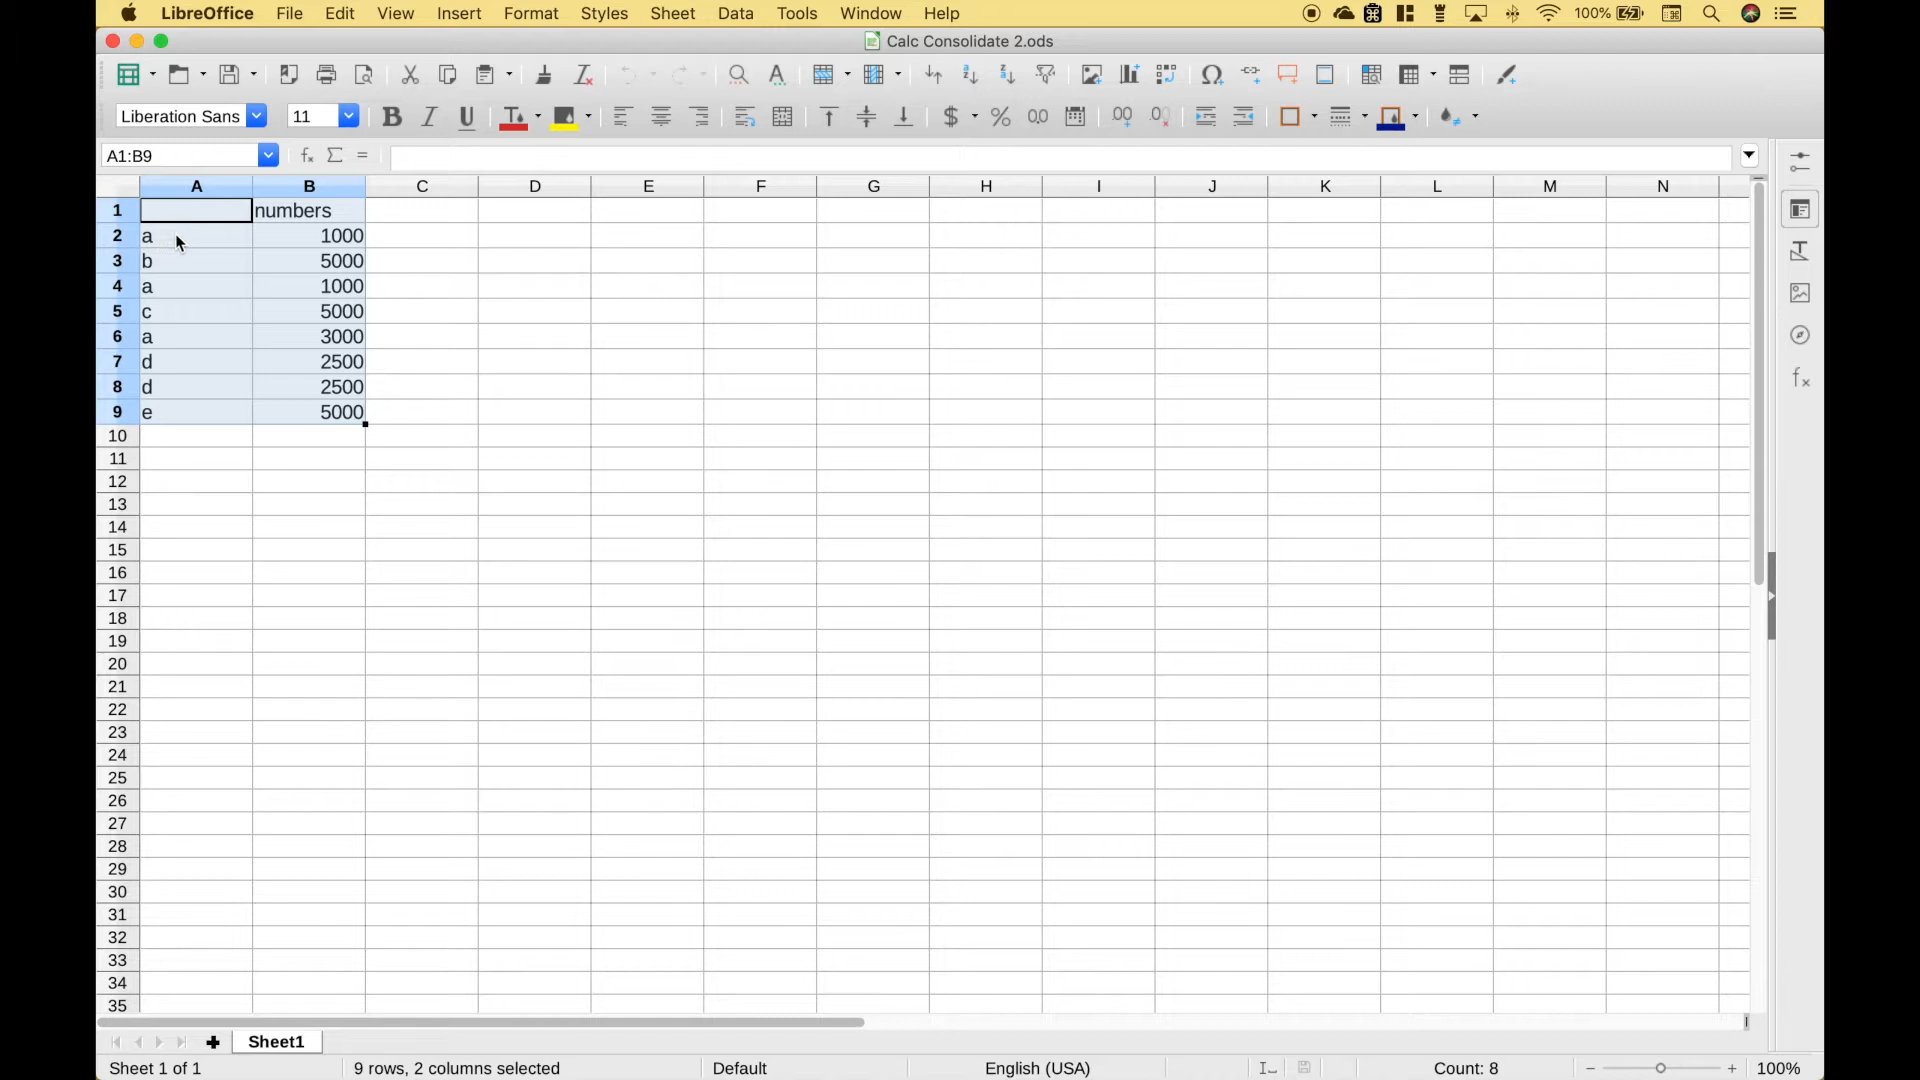 LibreOffice File Edit View Insert Format Styles Sheet Data Tools Window Help 100%
Calc Consolidate 2.ods
Liberation Sans 11
A1:B9
A B C D E F G H I J K L M N
1 numbers
2 a 1000
3 b 5000
4 a 1000
5 c 5000
6 a 3000
7 d 2500
8 d 2500
9 e 5000
10
11
12
13
14
15
16
17
18
19
20
21
22
23
24
25
26
27
28
29
30
31
32
33
34
35
Sheet1
Sheet 1 of 1 9 rows, 2 columns selected Default English (USA) Count: 8 100%